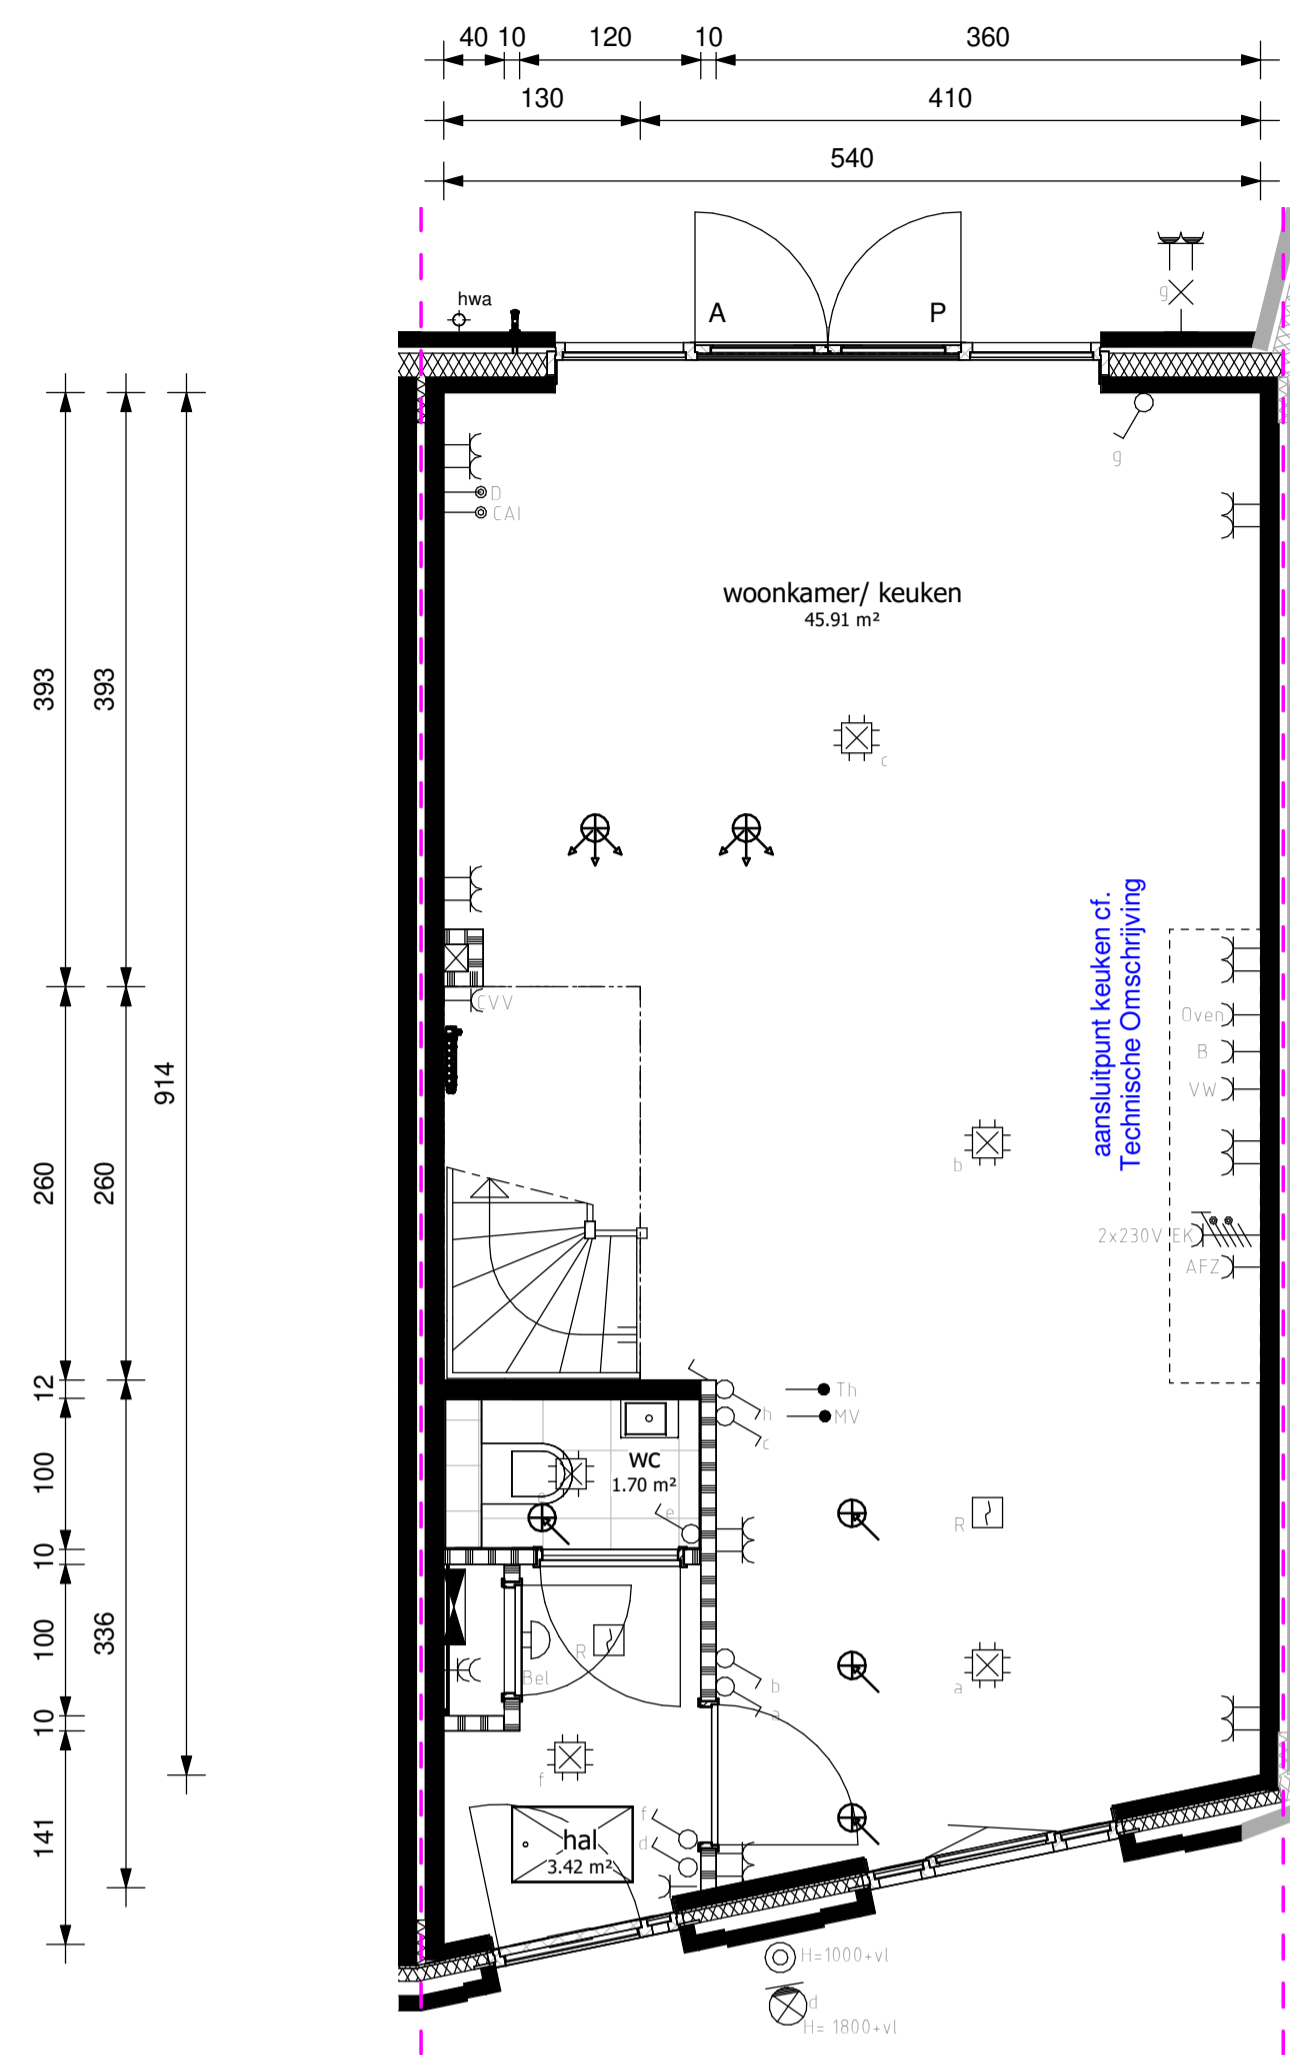 40 10 120 10 360
130 410
540
A P
g
hwa
g
D
CAI
woonkamer/ keuken
45.91 m²
393
393
c
aansluitpunt keuken cf.
Technische Omschrijving
CVV
Oven
B
VW
914
b
260
260
2x230V EK
AFZ
12
Th
h
MV
c
100
wc
1.70 m²
e
e
R
10
100
336
R
Bel
b
a
a
10
f
141
f
hal
d
3.42 m²
H=1000+vl
d
H= 1800+vl